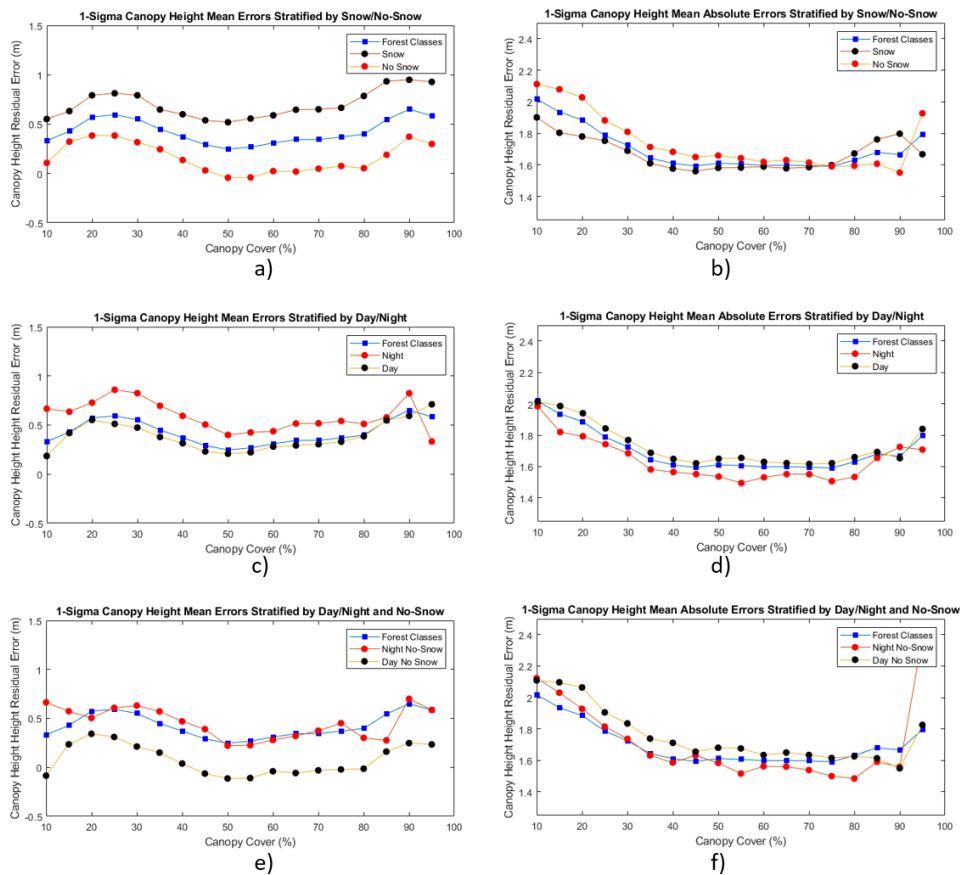 1-Sigma Canopy Height Mean Errors Stratified by Snow/No-Snow
Canopy Height Residual Error (m)
1.5
1
0.5
0
-0.5
10 20 30 40 50 60 70 80 90 100
Canopy Cover (%)
Forest Classes
Snow
No Snow
a)
1-Sigma Canopy Height Mean Absolute Errors Stratified by Snow/No-Snow
Canopy Height Residual Error (m)
2.4
2.2
2
1.8
1.6
1.4
10 20 30 40 50 60 70 80 90 100
Canopy Cover (%)
Forest Classes
Snow
No Snow
b)
1-Sigma Canopy Height Mean Errors Stratified by Day/Night
Canopy Height Residual Error (m)
1.5
1
0.5
0
-0.5
10 20 30 40 50 60 70 80 90 100
Canopy Cover (%)
Forest Classes
Night
Day
c)
1-Sigma Canopy Height Mean Absolute Errors Stratified by Day/Night
Canopy Height Residual Error (m)
2.4
2.2
2
1.8
1.6
1.4
10 20 30 40 50 60 70 80 90 100
Canopy Cover (%)
Forest Classes
Night
Day
d)
1-Sigma Canopy Height Mean Errors Stratified by Day/Night and No-Snow
Canopy Height Residual Error (m)
1.5
1
0.5
0
-0.5
10 20 30 40 50 60 70 80 90 100
Canopy Cover (%)
Forest Classes
Night No-Snow
Day No Snow
e)
1-Sigma Canopy Height Mean Absolute Errors Stratified by Day/Night and No-Snow
Canopy Height Residual Error (m)
2.4
2.2
2
1.8
1.6
1.4
10 20 30 40 50 60 70 80 90 100
Canopy Cover (%)
Forest Classes
Night No-Snow
Day No Snow
f)